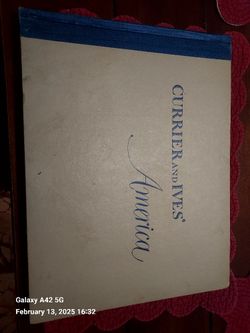 CURRIER AND IVES'
America
Galaxy A42 5G
February 13, 2025 16:32